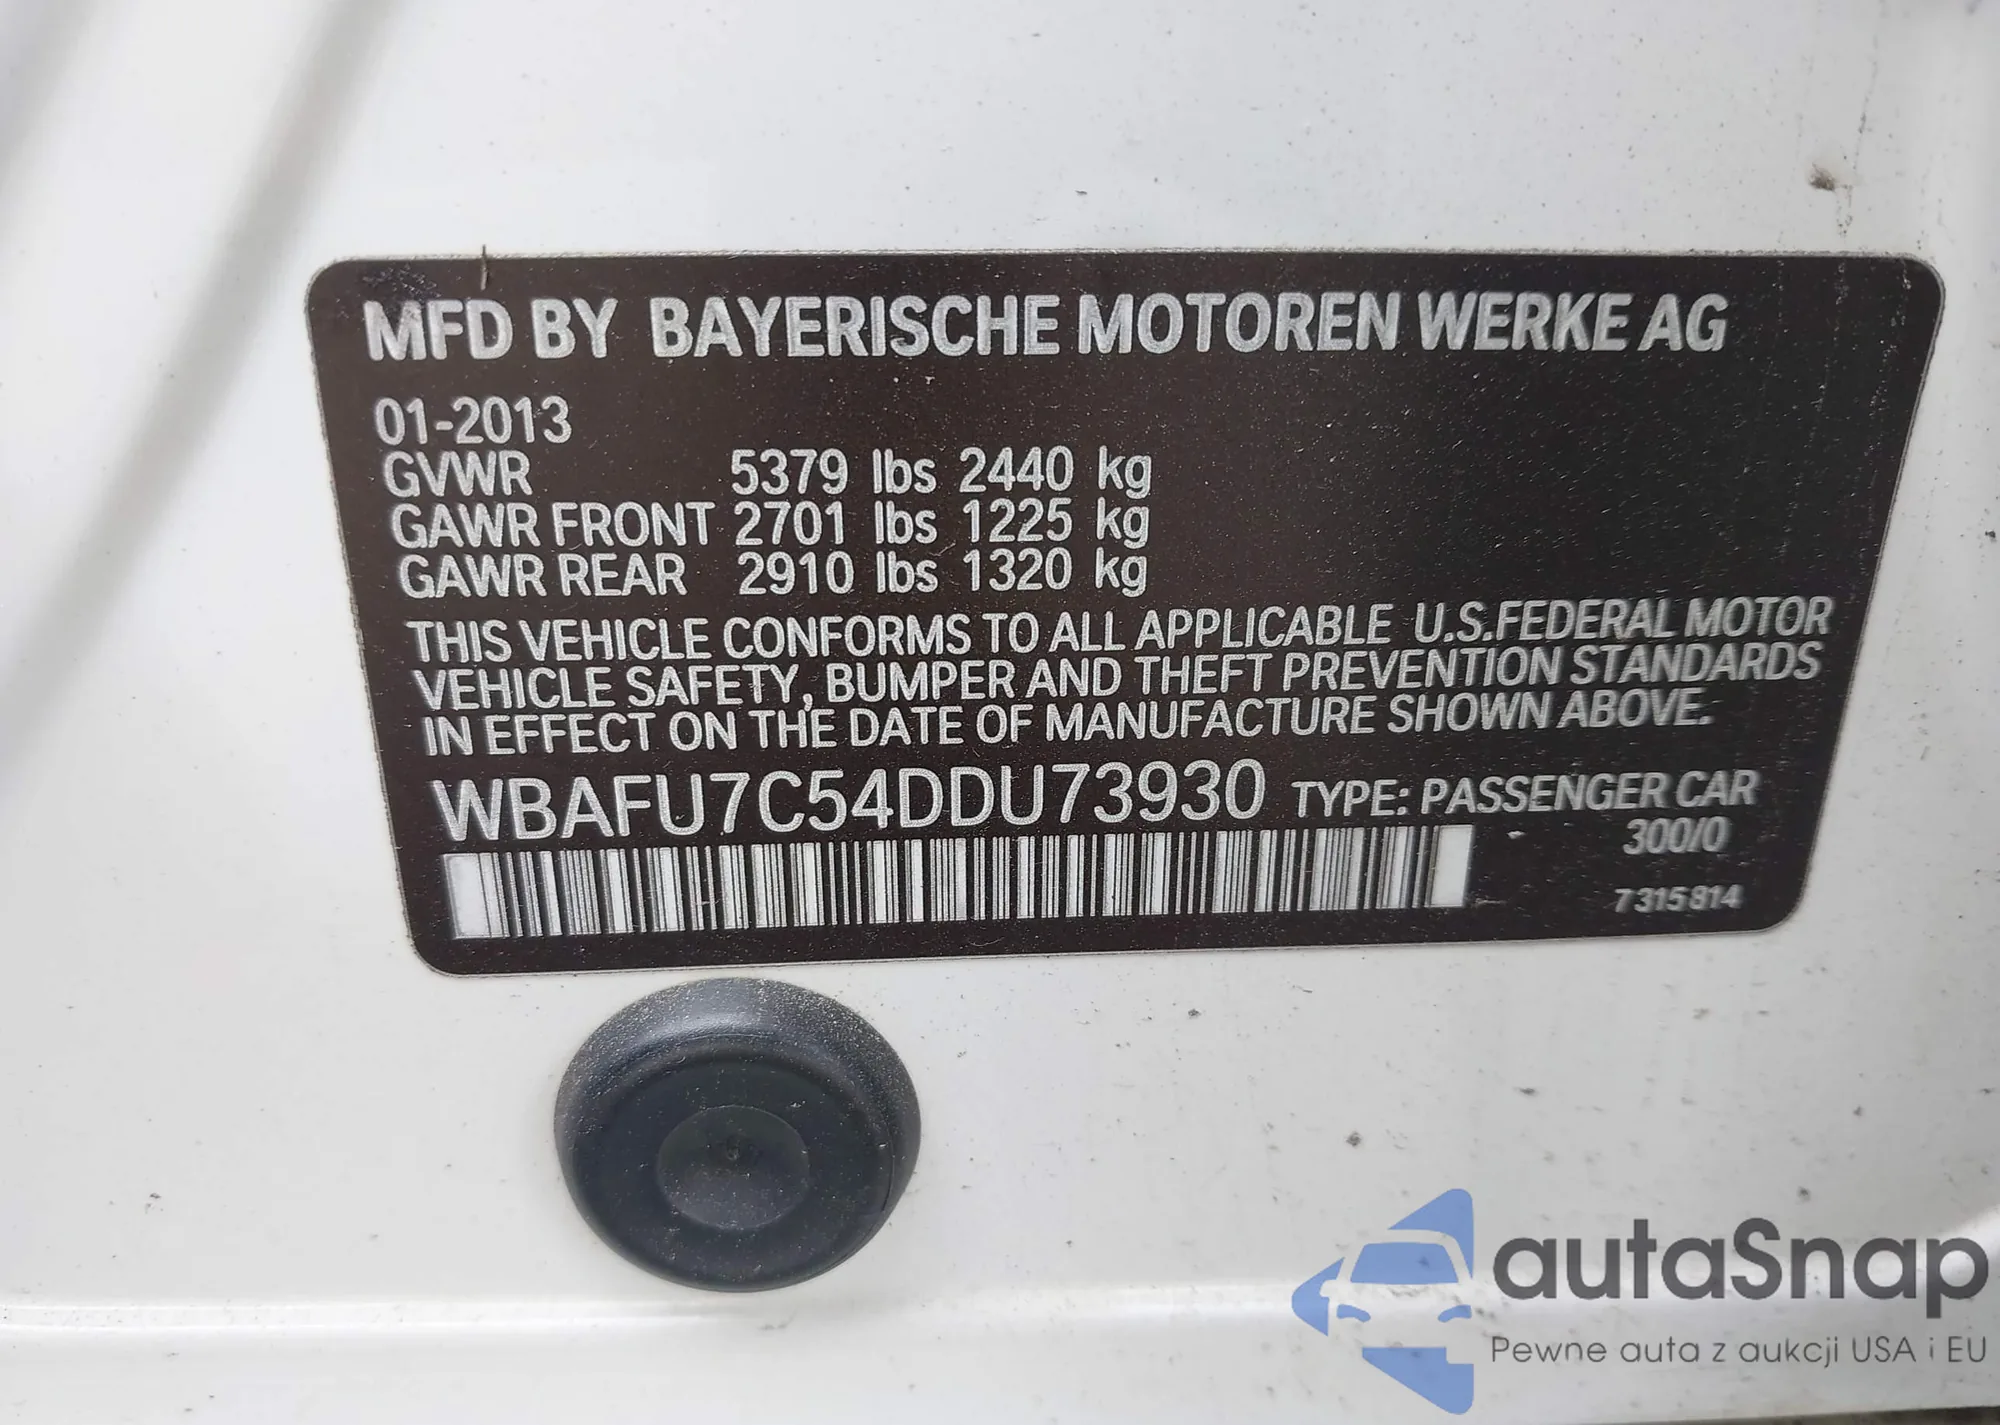 MFD BY BAYERISCHE MOTOREN WERKE AG
01-2013
GVWR 5379 lbs 2440 kg
GAWR FRONT 2701 lbs 1225 kg
GAWR REAR 2910 lbs 1320 kg
THIS VEHICLE CONFORMS TO ALL APPLICABLE U.S.FEDERAL MOTOR
VEHICLE SAFETY, BUMPER AND THEFT PREVENTION STANDARDS
IN EFFECT ON THE DATE OF MANUFACTURE SHOWN ABOVE.
WBAFU7C54DDU73930 TYPE: PASSENGER CAR
300/0
7315814
autaSnap
Pewne auta z aukcji USA i EU